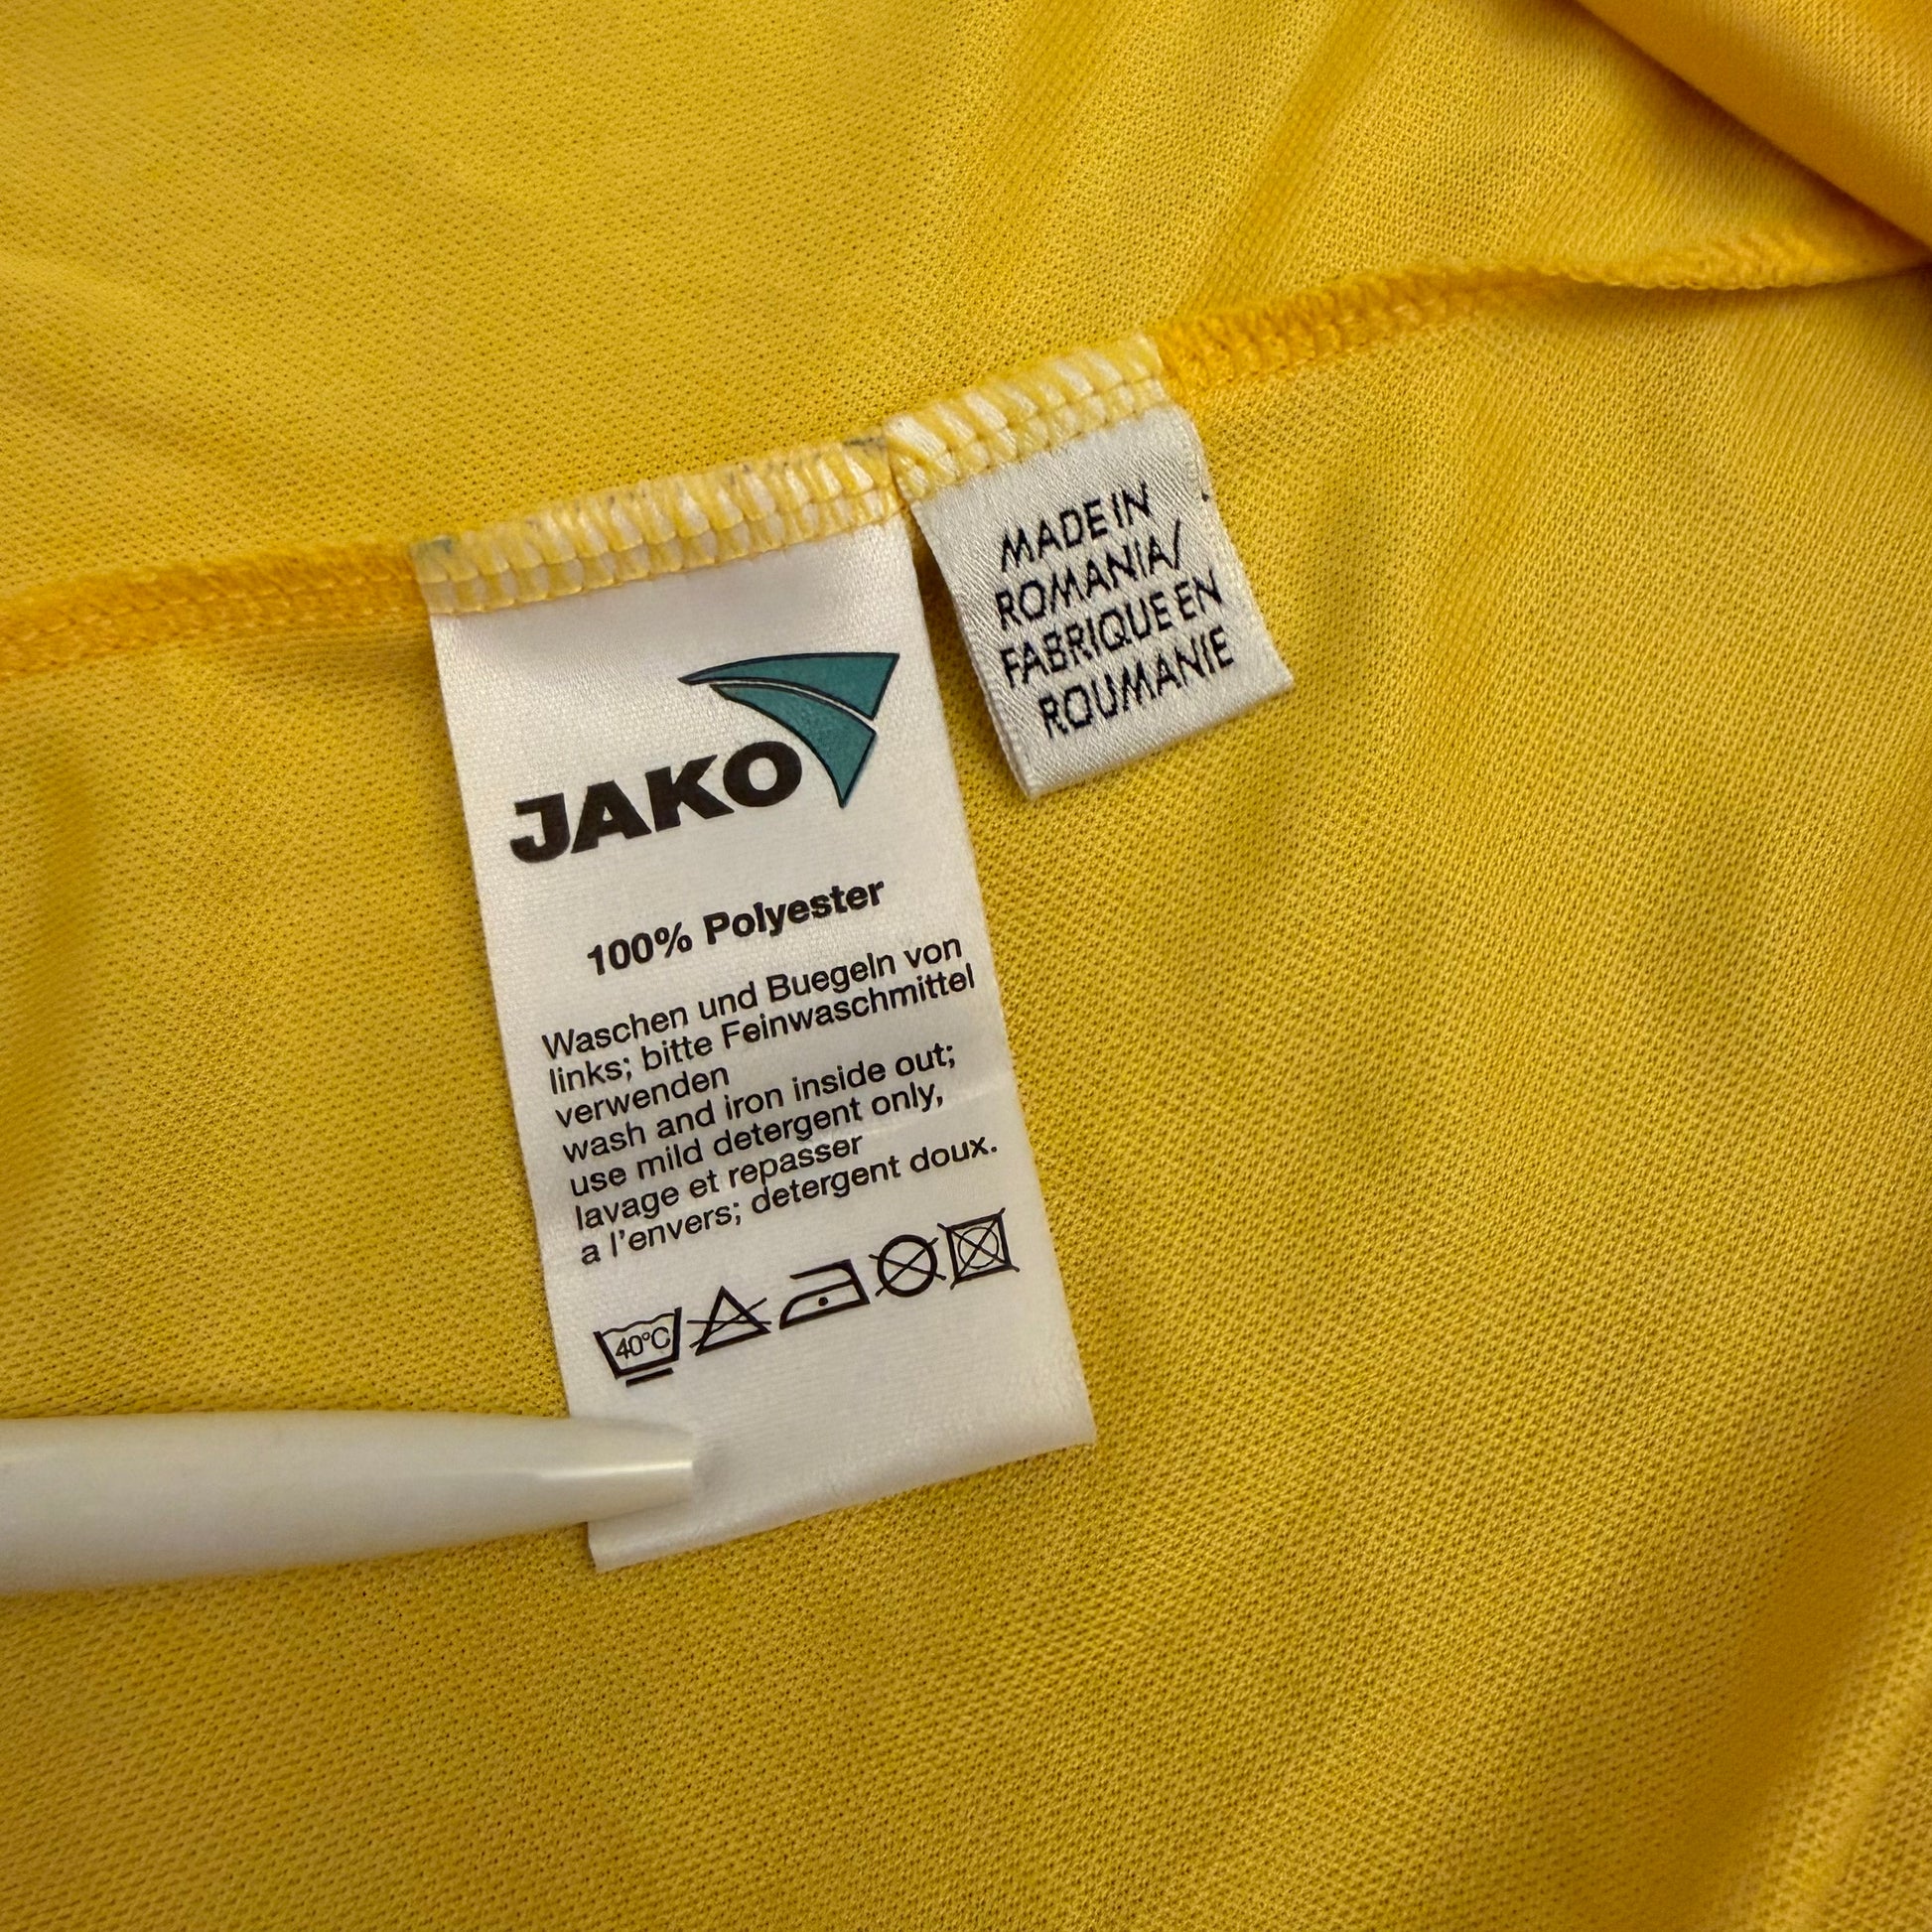 JAKO
100% Polyester
Waschen und Buegeln von
links; bitte Feinwaschmittel
verwenden
wash and iron inside out;
use mild detergent only,
lavage et repasser
a l'envers; detergent doux.
40°C
MADE IN
ROMANIA/
FABRIQUE EN
ROUMANIE